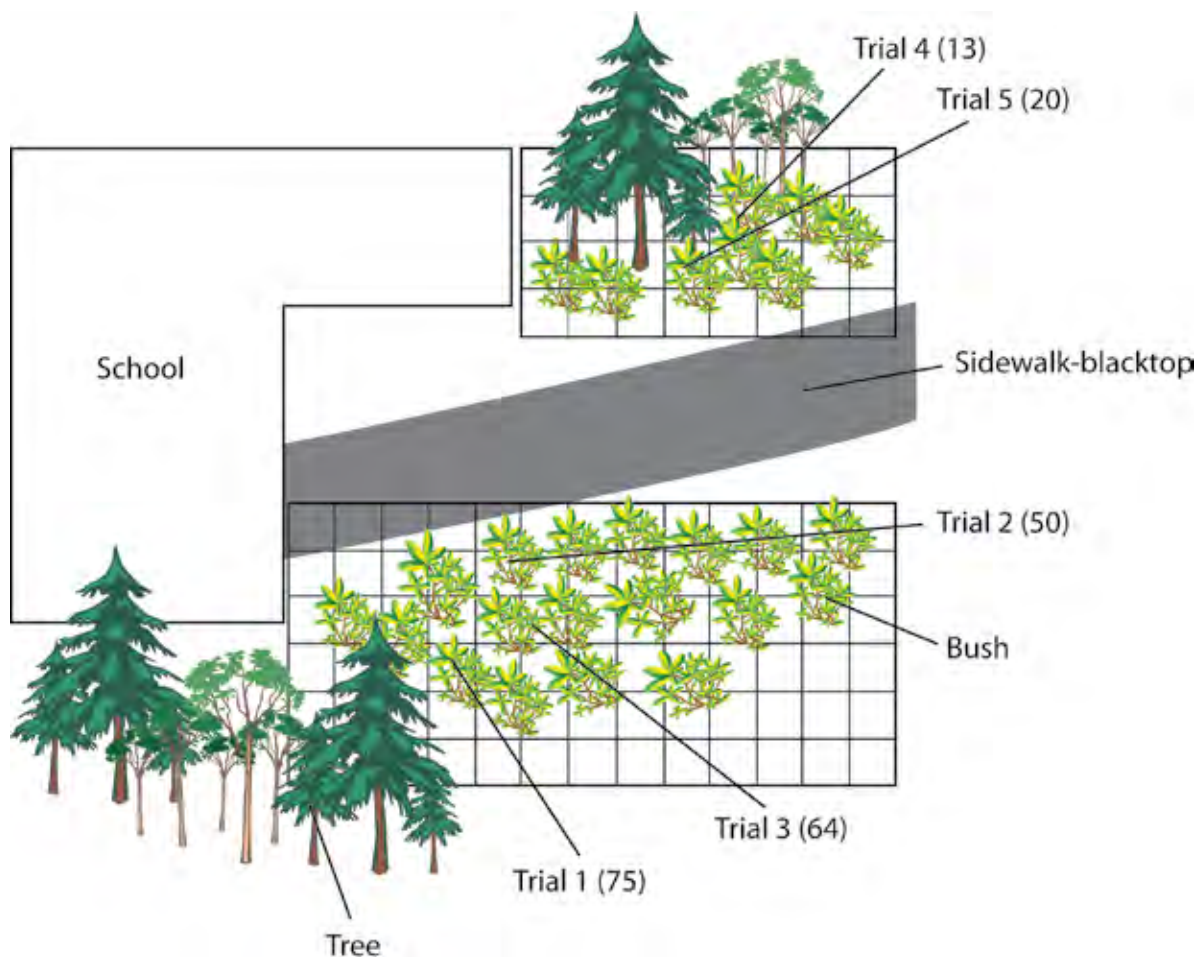 Trial 4 (13)
Trial 5 (20)
School
Sidewalk-blacktop
Trial 2 (50)
Bush
Trial 3 (64)
Trial 1 (75)
Tree